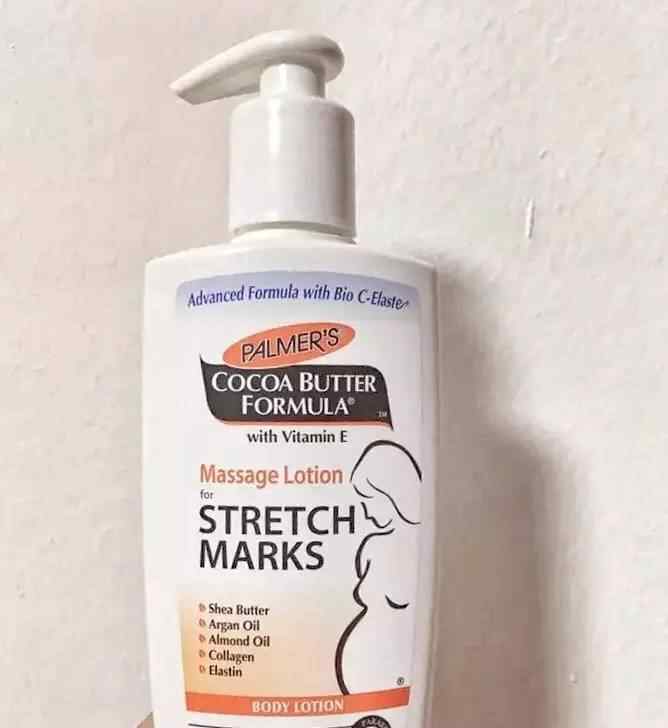 Advanced Formula with Bio C-Elaste
PALMER'S
COCOA BUTTER
FORMULA®
™
with Vitamin E
Massage Lotion
for
STRETCH
MARKS
Shea Butter
Argan Oil
Almond Oil
Collagen
Elastin
®
BODY LOTION